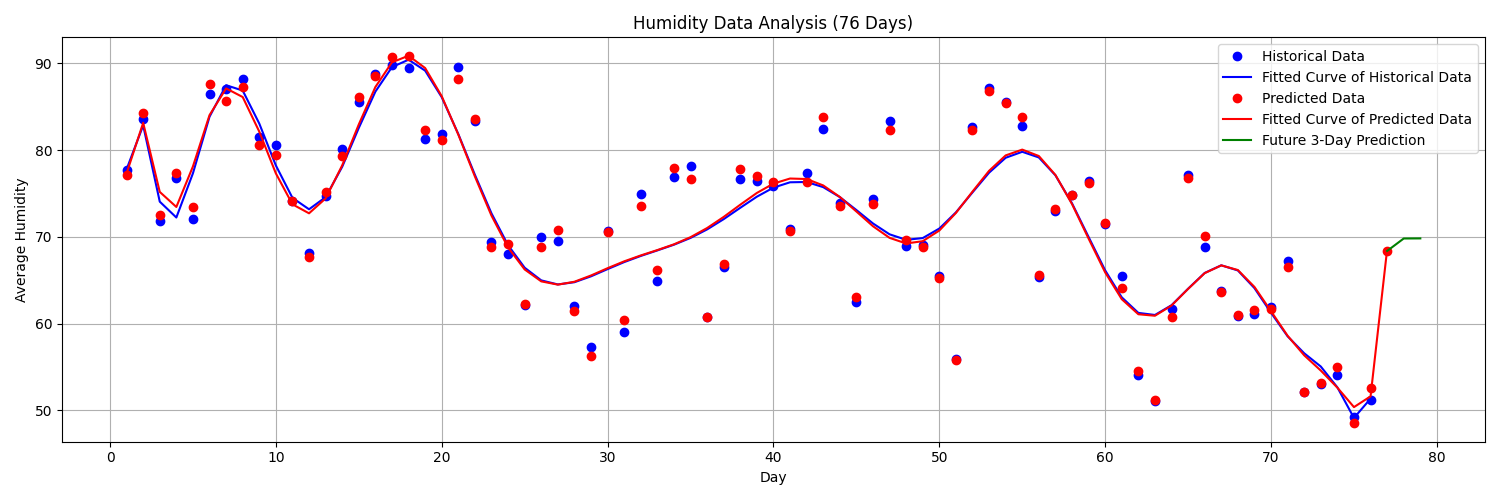 Humidity Data Analysis (76 Days)
Historical Data
Fitted Curve of Historical Data
Predicted Data
Fitted Curve of Predicted Data
Future 3-Day Prediction
Average Humidity
90
80
70
60
50
0 10 20 30 40 50 60 70 80
Day